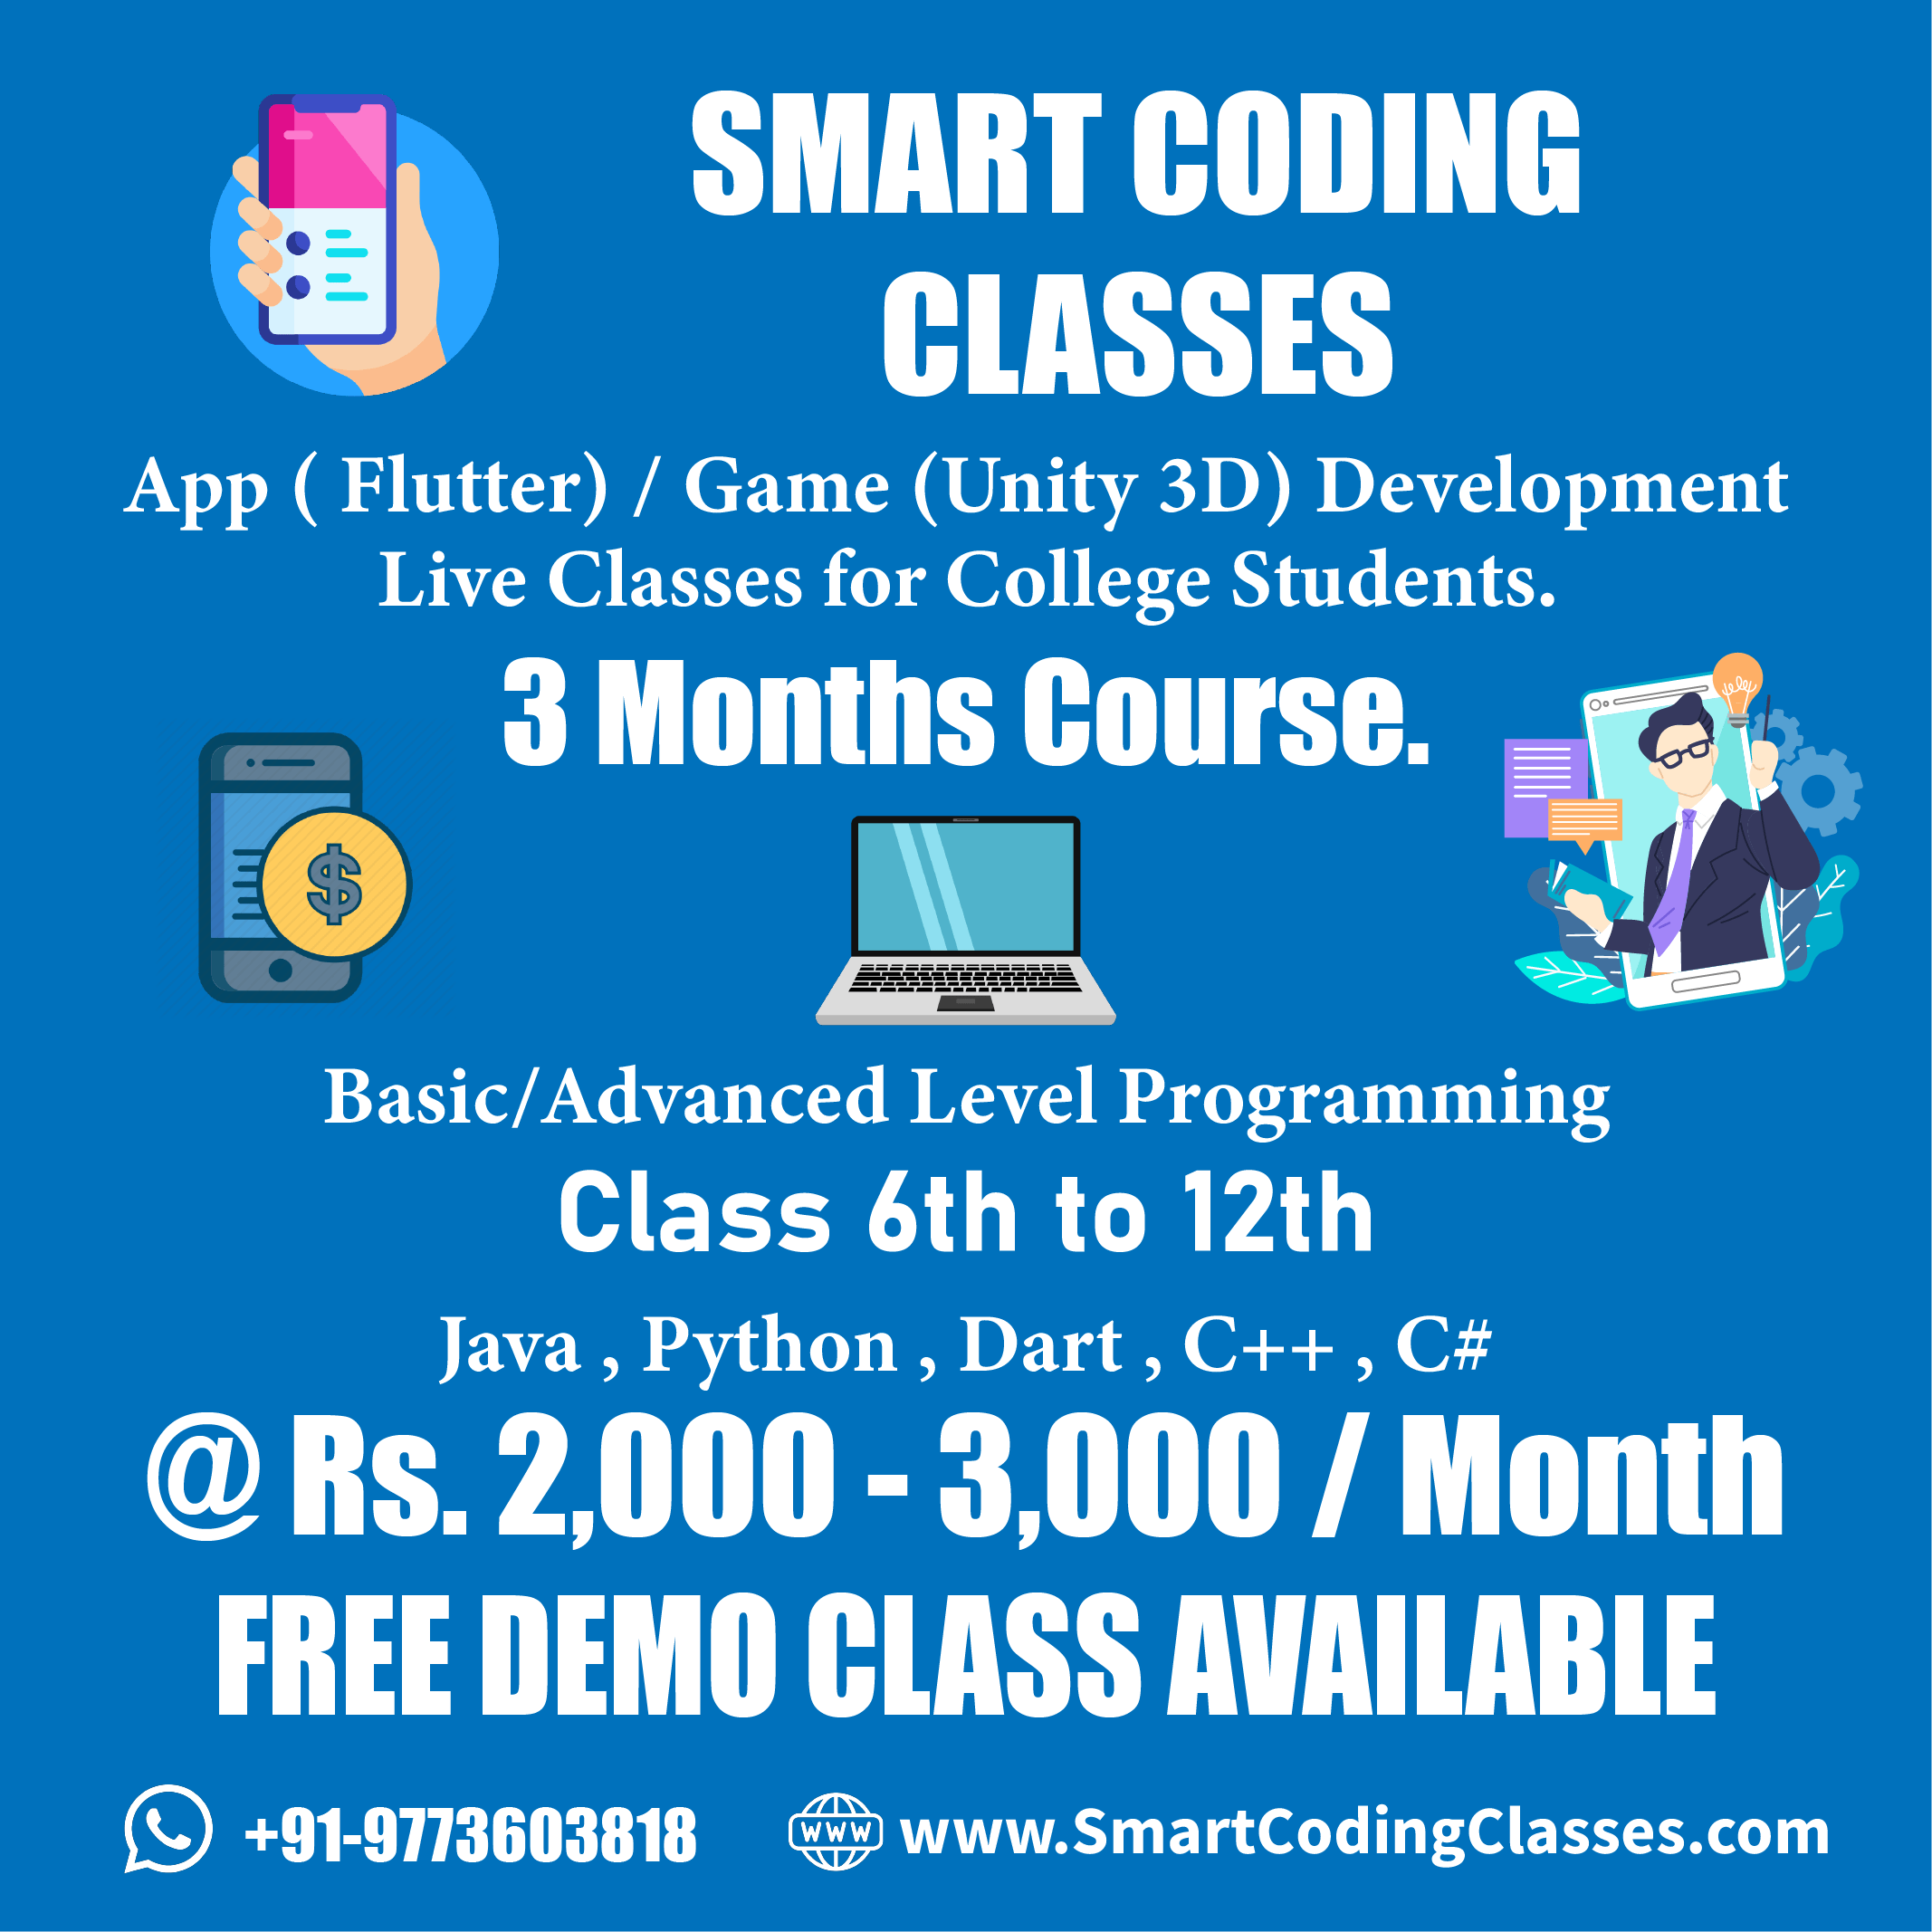 SMART CODING
CLASSES
App ( Flutter) / Game (Unity 3D) Development
Live Classes for College Students.
3 Months Course.
$
Basic/Advanced Level Programming
Class 6th to 12th
Java , Python , Dart , C++ , C#
@ Rs. 2,000 - 3,000 / Month
FREE DEMO CLASS AVAILABLE
+91-9773603818
www
www.SmartCodingClasses.com